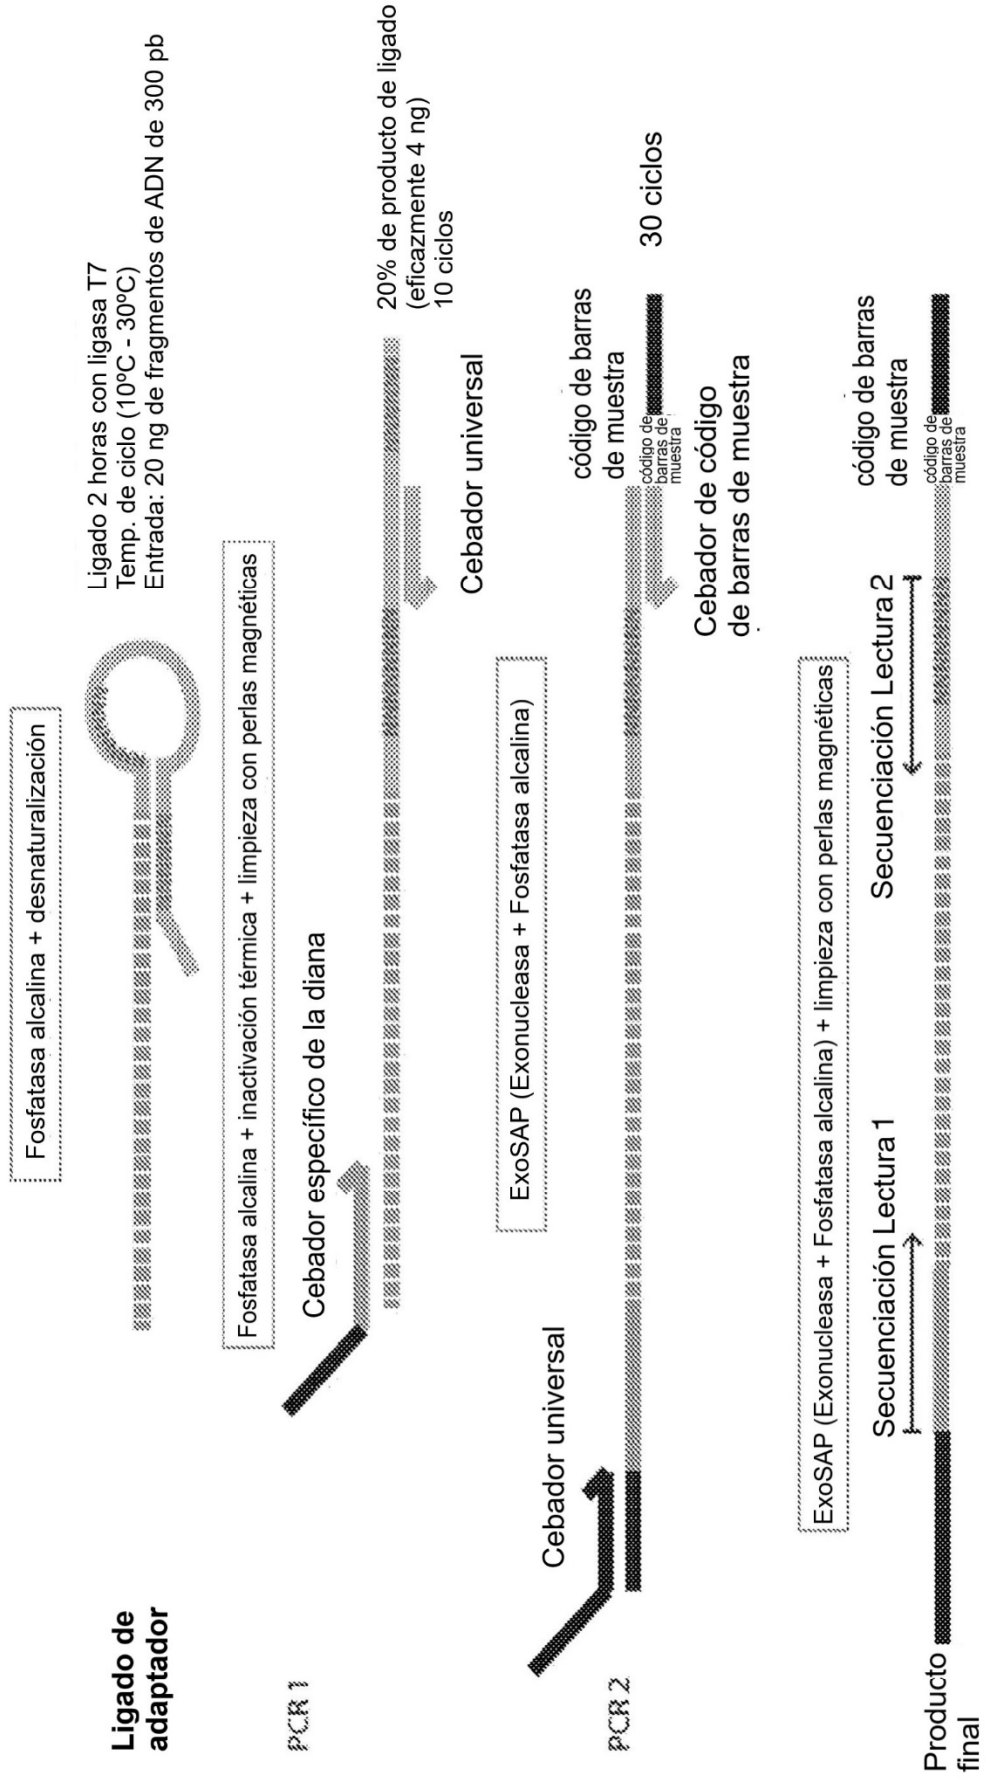 Fosfatasa alcalina + desnaturalización
Ligado de
adaptador
Ligado 2 horas con ligasa T7
Temp. de ciclo (10ºC - 30ºC)
Entrada: 20 ng de fragmentos de ADN de 300 pb
Fosfatasa alcalina + inactivación térmica + limpieza con perlas magnéticas
PCR 1
Cebador específico de la diana
Cebador universal
20% de producto de ligado
(eficazmente 4 ng)
10 ciclos
ExoSAP (Exonucleasa + Fosfatasa alcalina)
PCR 2
Cebador universal
código de barras
de muestra
código de
barras de
muestra
Cebador de código
de barras de muestra
30 ciclos
ExoSAP (Exonucleasa + Fosfatasa alcalina) + limpieza con perlas magnéticas
Secuenciación Lectura 1
Secuenciación Lectura 2
código de barras
de muestra
código de
barras de
muestra
Producto
final